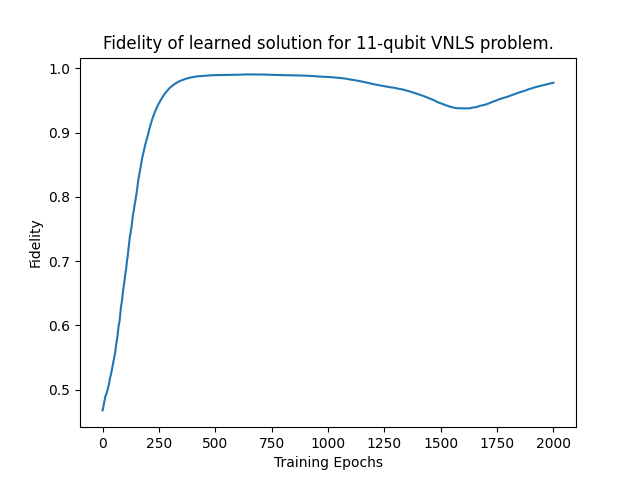 Fidelity of learned solution for 11-qubit VNLS problem.
1.0
0.9
0.8
0.7
0.6
0.5
Fidelity
0 250 500 750 1000 1250 1500 1750 2000
Training Epochs